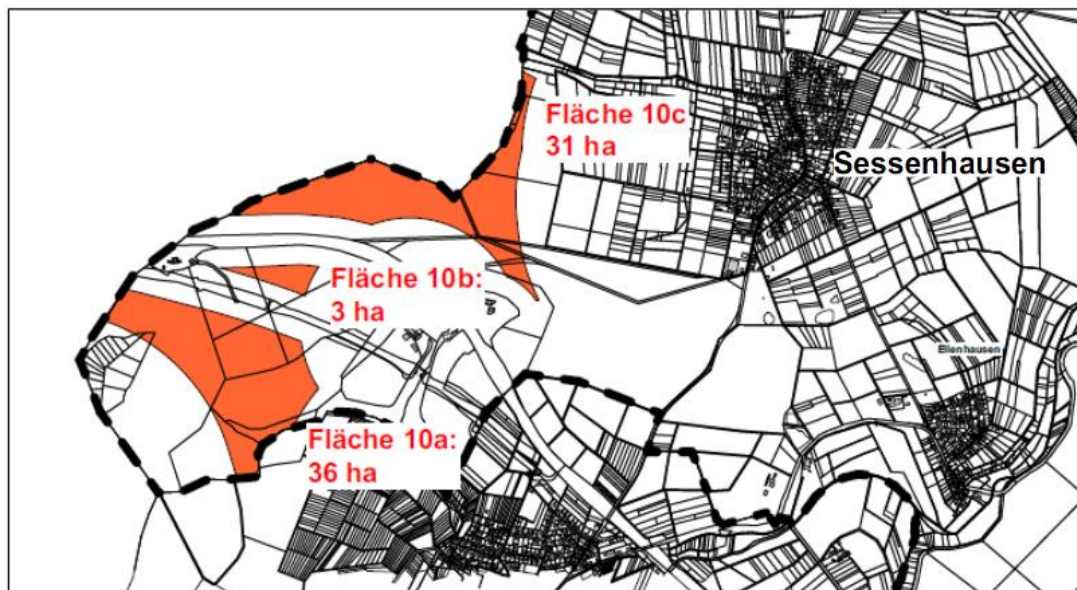 Fläche 10c
31 ha
Sessenhausen
Fläche 10b:
3 ha
Ellenhausen
Fläche 10a:
36 ha